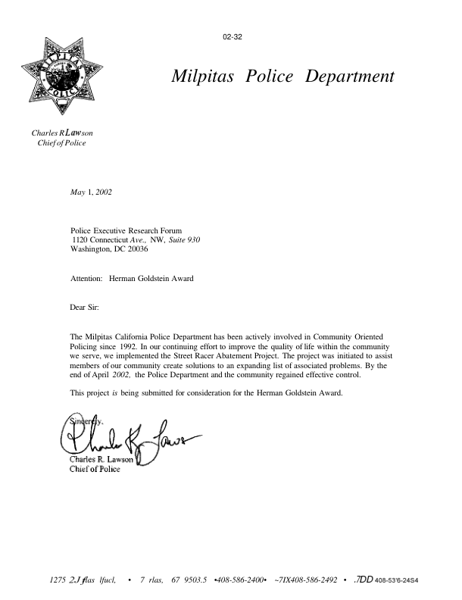 02-32
MILPITAS
POLICE
Milpitas Police Department
Charles R Lawson
Chief of Police
May 1, 2002
Police Executive Research Forum
1120 Connecticut Ave., NW, Suite 930
Washington, DC 20036
Attention: Herman Goldstein Award
Dear Sir:
The Milpitas California Police Department has been actively involved in Community Oriented
Policing since 1992. In our continuing effort to improve the quality of life within the community
we serve, we implemented the Street Racer Abatement Project. The project was initiated to assist
members of our community create solutions to an expanding list of associated problems. By the
end of April 2002, the Police Department and the community regained effective control.
This project is being submitted for consideration for the Herman Goldstein Award.
Sincerely,
Charles R. Lawson
Charles R. Lawson
Chief of Police
1275 • 7 rlas, 67 9503.5 •408-586-2400• ~7IX408-586-2492 • .7DD 408-53'6-24S4